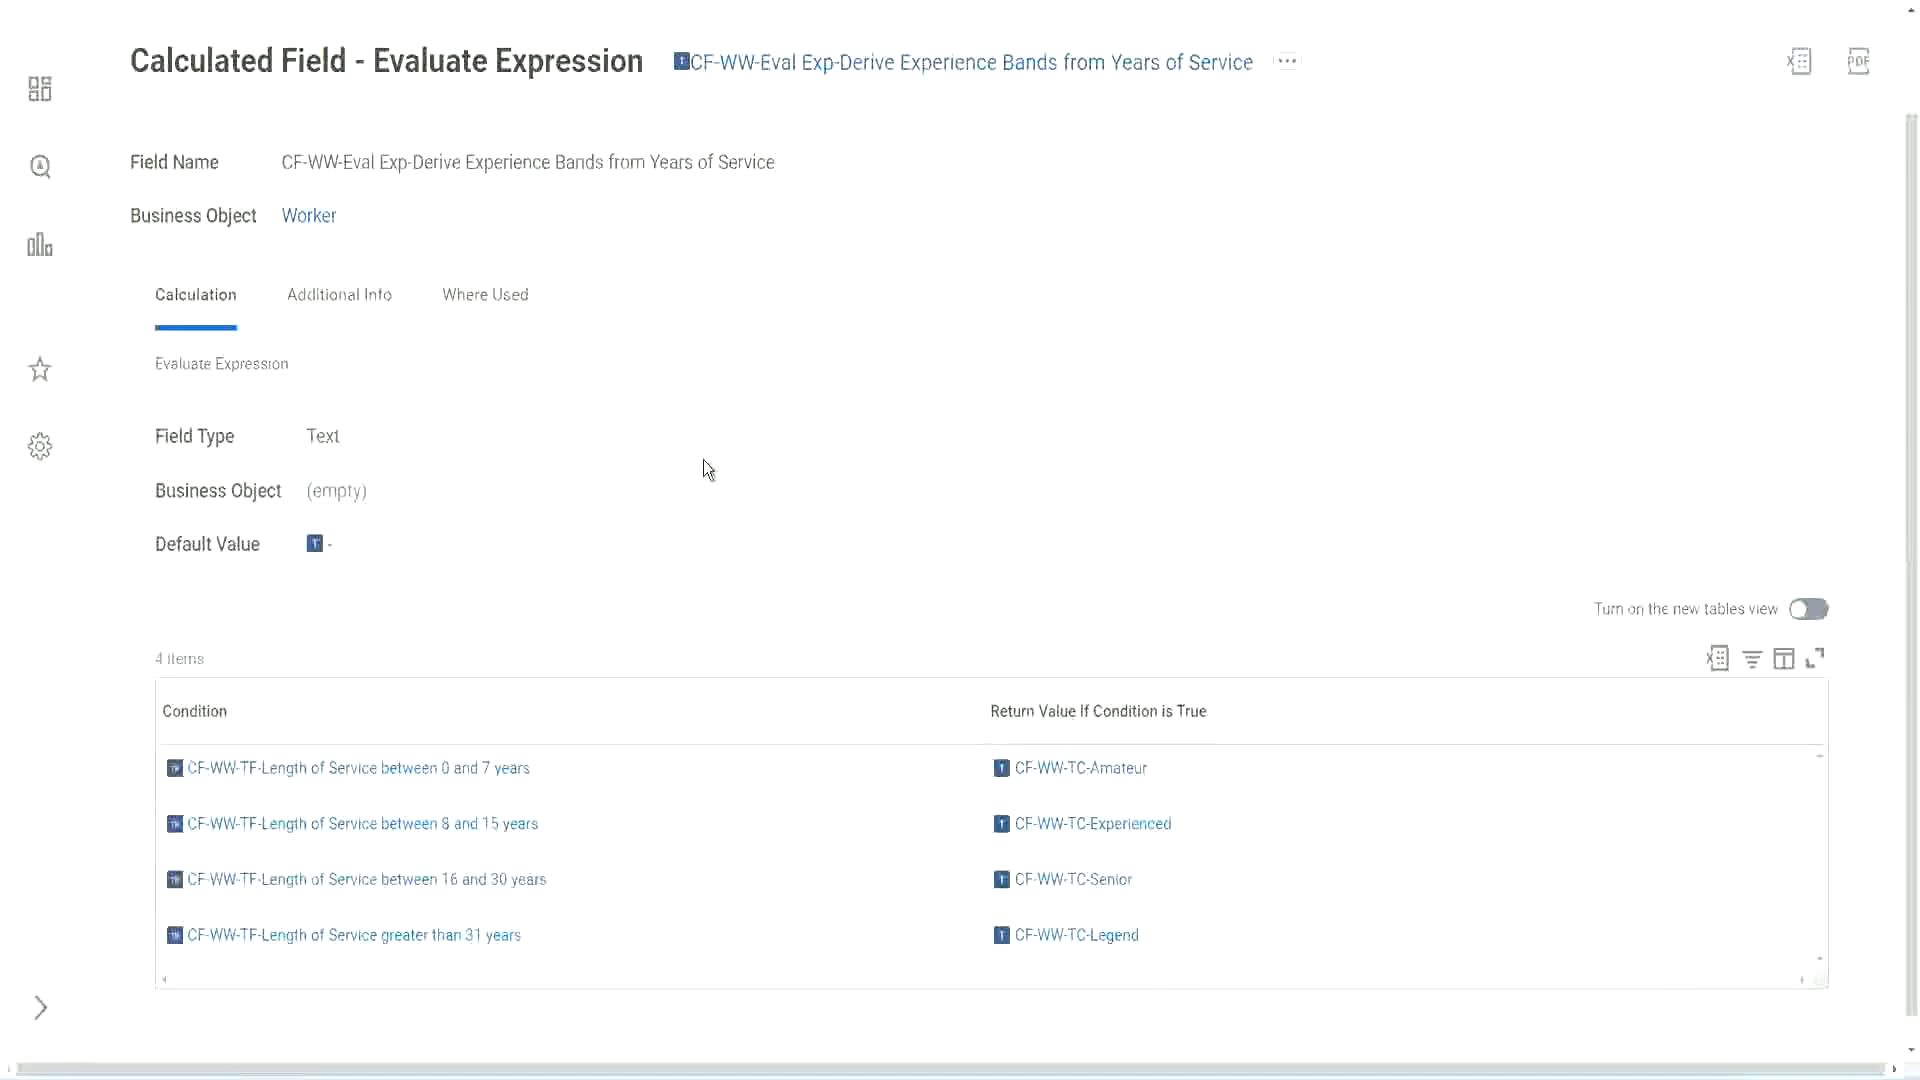 Calculated Field - Evaluate Expression CF-WW-Eval Exp-Derive Experience Bands from Years of Service
PDF
Field Name CF-WW-Eval Exp-Derive Experience Bands from Years of Service
Business Object Worker
Calculation Additional Info Where Used
Evaluate Expression
Field Type Text
Business Object (empty)
Default Value T -
Turn on the new tables view
4 items
Condition Return Value If Condition is True
CF-WW-TF-Length of Service between 0 and 7 years CF-WW-TC-Amateur
CF-WW-TF-Length of Service between 8 and 15 years CF-WW-TC-Experienced
CF-WW-TF-Length of Service between 16 and 30 years CF-WW-TC-Senior
CF-WW-TF-Length of Service greater than 31 years CF-WW-TC-Legend